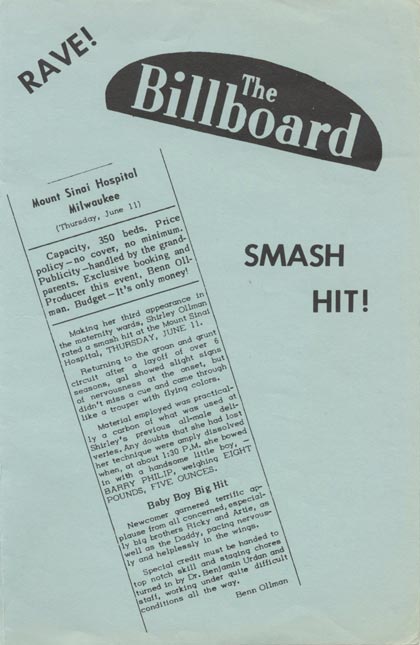 RAVE!
The
Billboard
SMASH
HIT!
Mount Sinai Hospital
Milwaukee
(Thursday, June 11)
Capacity, 350 beds. Price
policy—no cover, no minimum.
Publicity—handled by the grand-
parents. Exclusive booking and
Producer this event, Benn Oll-
man. Budget—It's only money!
Making her third appearance in
the maternity words, Shirley Ollman
rated a smash hit at the Mount Sinai
Hospital, THURSDAY, JUNE 11.
Returning to the groan and grunt
circuit after a layoff of over 6
seasons, gal showed slight signs
of nervousness at the onset, but
didn't miss a cue and came through
like a trouper with flying colors.
Material employed was practical-
ly a carbon of what was used at
Shirley's previous all-male deli-
veries. Any doubts that she had lost
her technique were amply dissolved
when, at about 1:30 P.M. she bowed
in with a handsome little boy, —
BARRY PHILIP, weighing EIGHT
POUNDS, FIVE OUNCES.
Baby Boy Big Hit
Newcomer garnered terrific ap-
plause from all concerned, especial-
ly big brothers Ricky and Artie, as
well as the Daddy, pacing nervous-
ly and helplessly in the wings.
Special credit must be handed to
top notch skill and staging chores
turned in by Dr. Benjamin Urdan and
staff, working under quite difficult
conditions all the way.
Benn Ollman